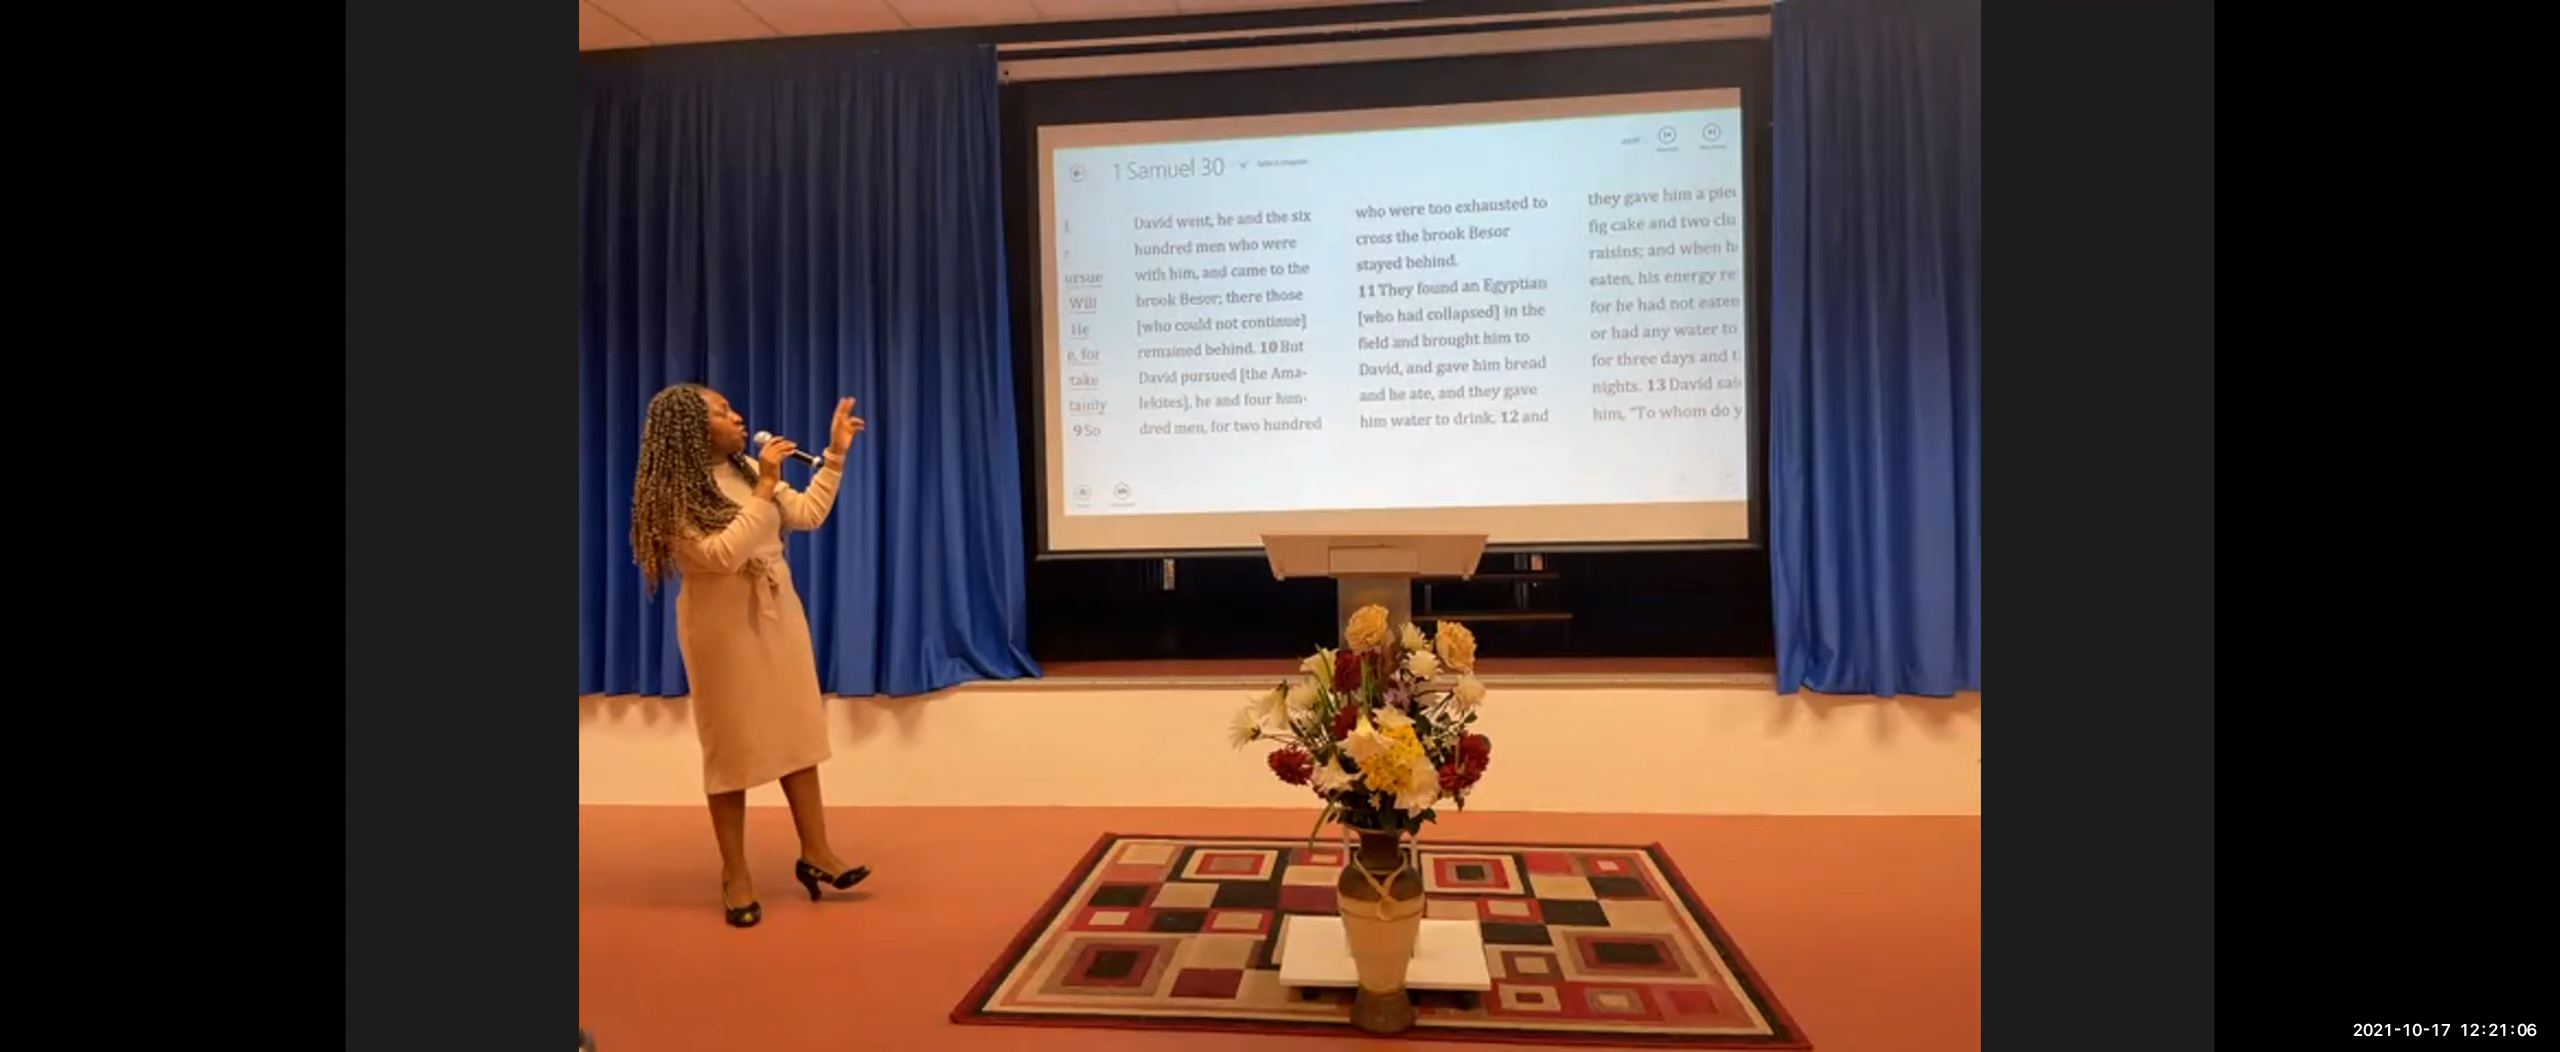 1 Samuel 30
ursue
Will
He
e, for
take
tainly
9 So
David went, he and the six
hundred men who were
with him, and came to the
brook Besor; there those
[who could not continue]
remained behind. 10 But
David pursued [the Ama-
lekites], he and four hun-
dred men, for two hundred
who were too exhausted to
cross the brook Besor
stayed behind.
11 They found an Egyptian
[who had collapsed] in the
field and brought him to
David, and gave him bread
and he ate, and they gave
him water to drink, 12 and
they gave him a piec
fig cake and two clu
raisins; and when h
eaten, his energy re
for he had not eaten
or had any water to
for three days and t
nights. 13 David sai
him, "To whom do y
2021-10-17 12:21:06